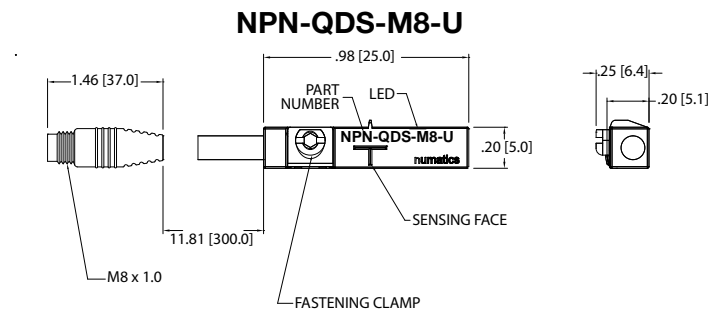 NPN-QDS-M8-U
.98 [25.0]
1.46 [37.0]
PART
NUMBER
LED
.25 [6.4]
.20 [5.1]
NPN-QDS-M8-U
numatics
.20 [5.0]
SENSING FACE
11.81 [300.0]
M8 x 1.0
FASTENING CLAMP